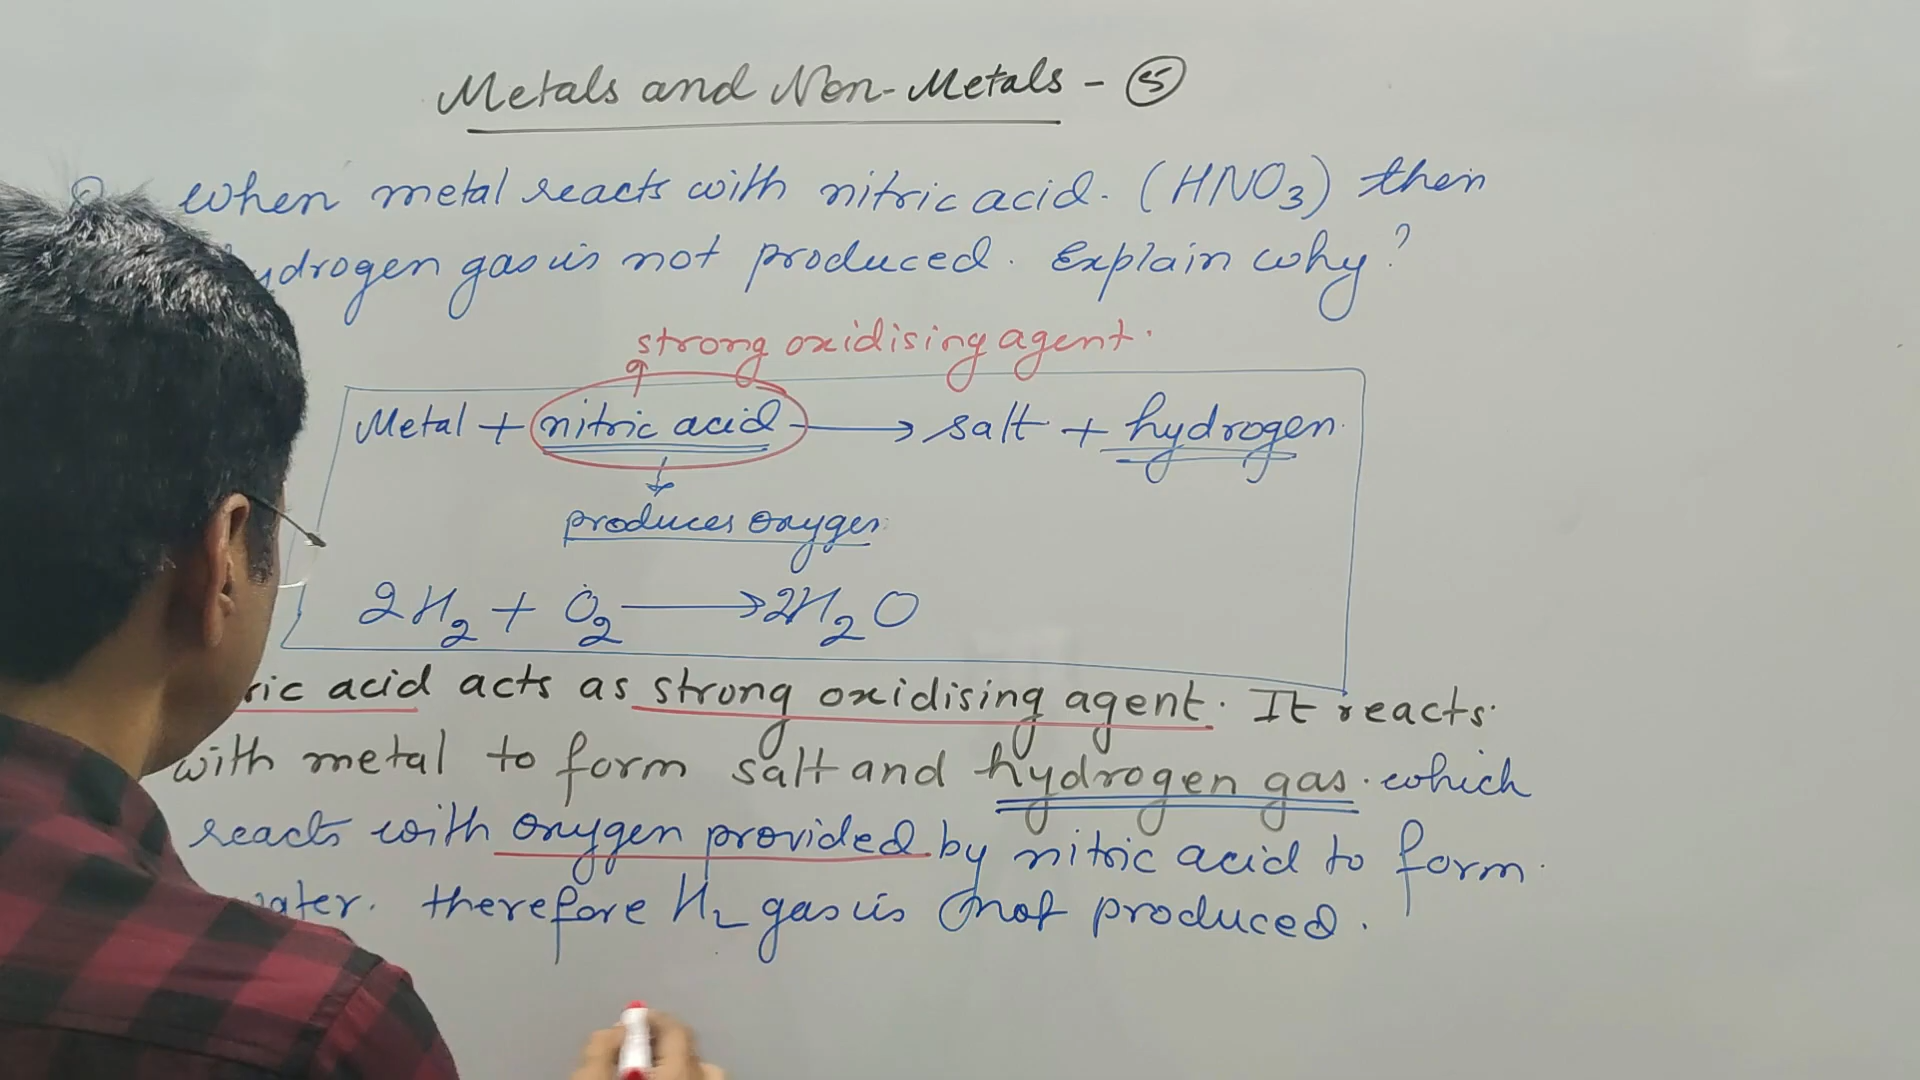 Metals and Non-Metals - 5
when metal reacts with nitric acid. (HNO3) then
hydrogen gas is not produced. Explain why?
strong oxidising agent.
Metal + nitric acid → salt + hydrogen.
produces oxygen
2H2 + O2 → 2H2O
ric acid acts as strong oxidising agent. It reacts
with metal to form salt and hydrogen gas. which
reacts with oxygen provided by nitric acid to form
water. therefore H2 gas is not produced.